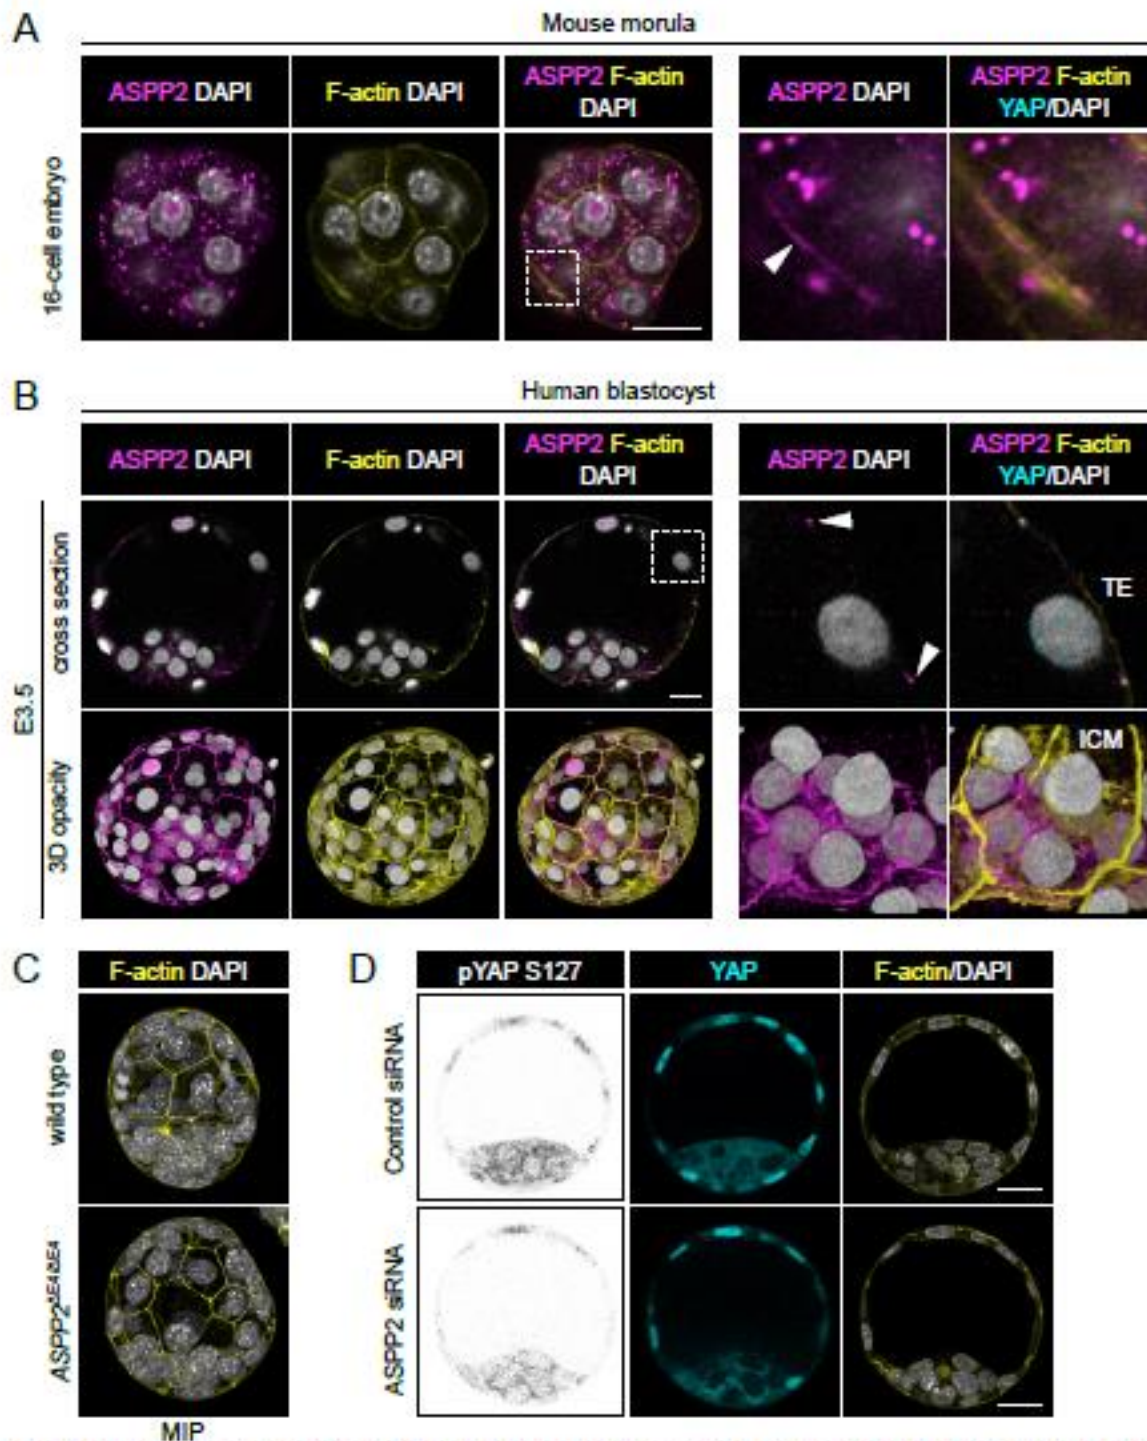 A
Mouse morula
ASPP2 DAPI
F-actin DAPI
ASPP2 F-actin
DAPI
ASPP2 DAPI
ASPP2 F-actin
YAP/DAPI
16-cell embryo
B
Human blastocyst
ASPP2 DAPI
F-actin DAPI
ASPP2 F-actin
DAPI
ASPP2 DAPI
ASPP2 F-actin
YAP/DAPI
E3.5
cross section
TE
3D opacity
ICM
C
F-actin DAPI
wild type
ASPP2ΔE4/ΔE4
MIP
D
pYAP S127
YAP
F-actin/DAPI
Control siRNA
ASPP2 siRNA